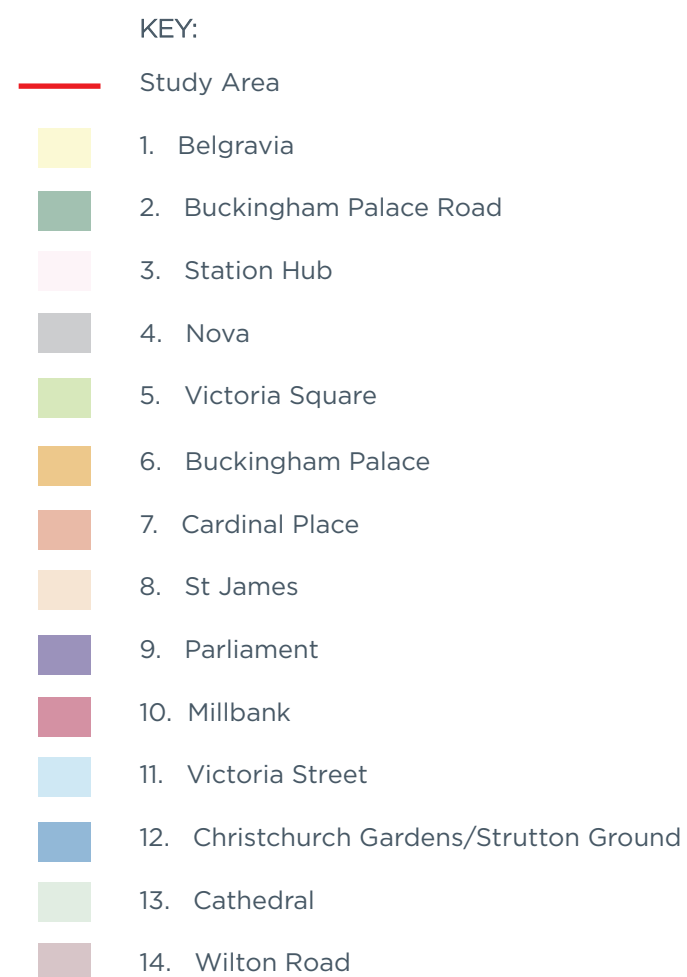 KEY:
Study Area
1. Belgravia
2. Buckingham Palace Road
3. Station Hub
4. Nova
5. Victoria Square
6. Buckingham Palace
7. Cardinal Place
8. St James
9. Parliament
10. Millbank
11. Victoria Street
12. Christchurch Gardens/Strutton Ground
13. Cathedral
14. Wilton Road